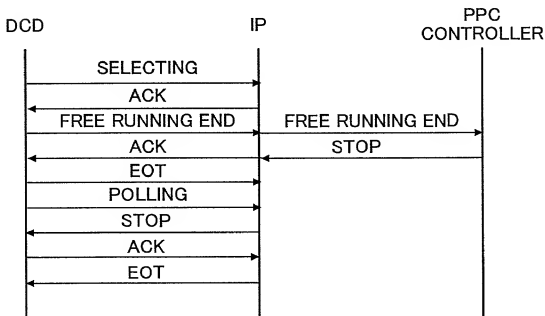 DCD
IP
PPC
CONTROLLER
SELECTING
ACK
FREE RUNNING END
FREE RUNNING END
ACK
STOP
EOT
POLLING
STOP
ACK
EOT